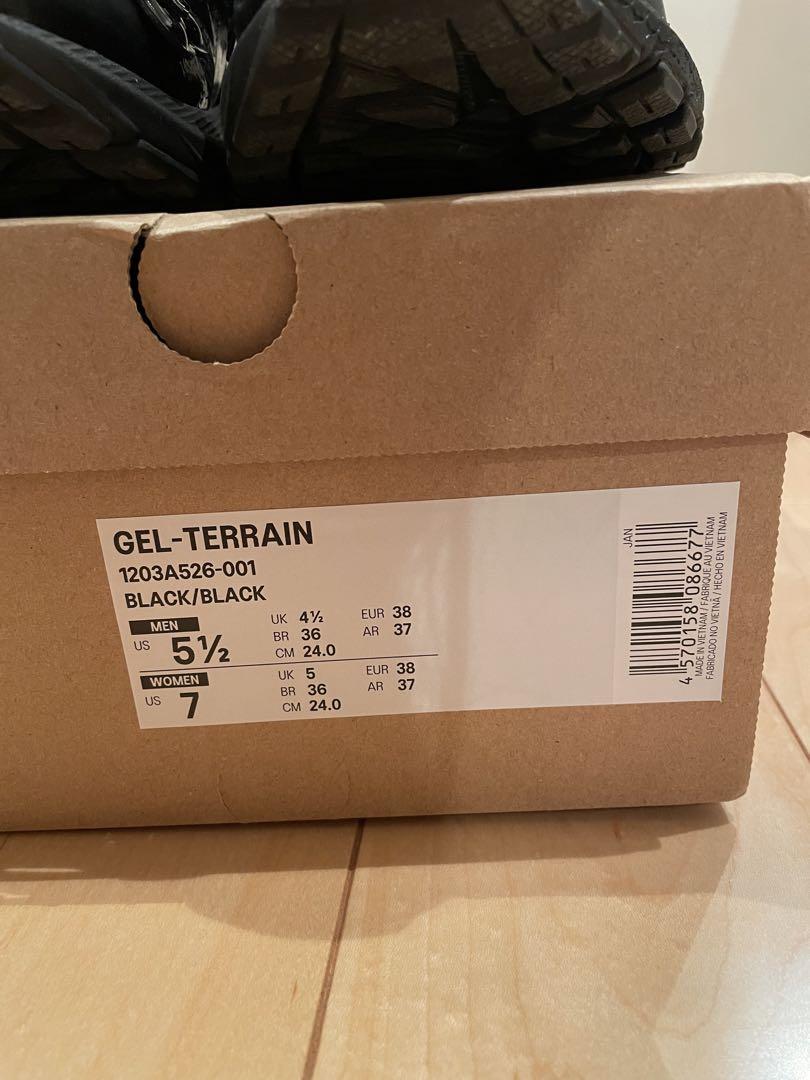 GEL-TERRAIN
1203A526-001
BLACK/BLACK
MEN
US 5½
UK 4½ EUR 38
BR 36 AR 37
CM 24.0
WOMEN
US 7
UK 5 EUR 38
BR 36 AR 37
CM 24.0
JAN
4 570158 086677
MADE IN VIETNAM / FABRIQUÉ AU VIETNAM
FABRICADO NO VIETNÃ / HECHO EN VIETNAM